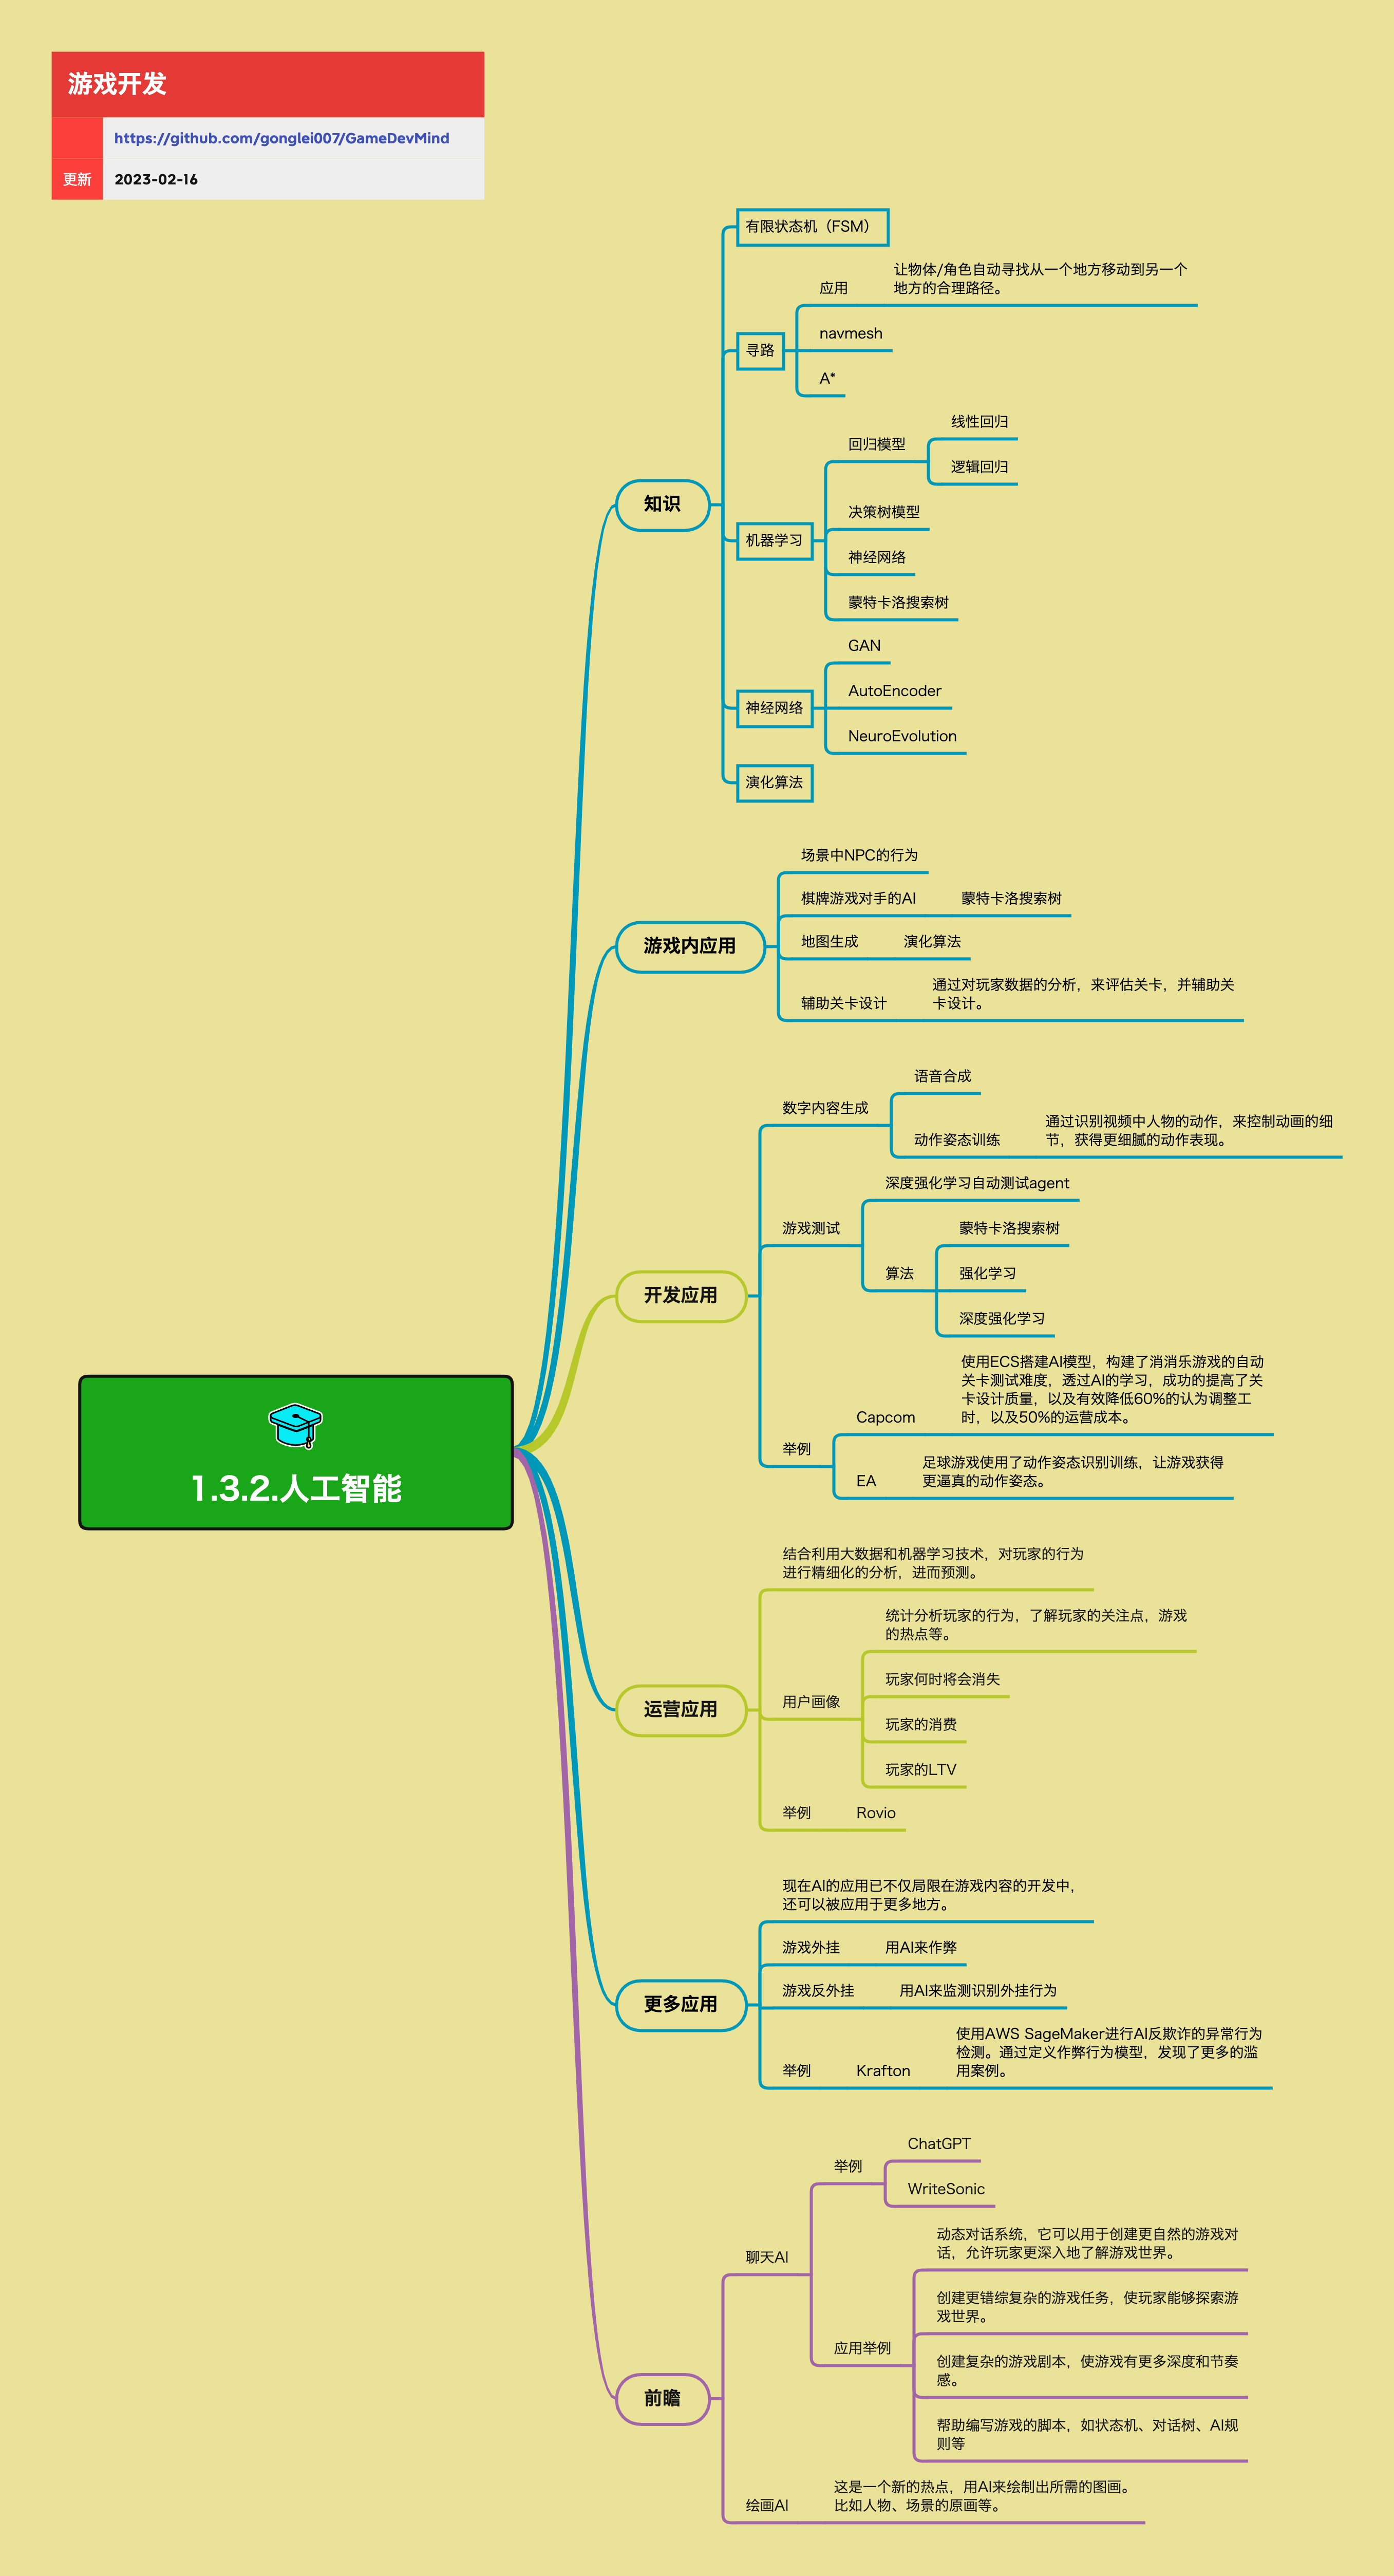 游戏开发
https://github.com/gonglei007/GameDevMind
更新
2023-02-16
1.3.2.人工智能
知识
有限状态机（FSM）
寻路
应用
让物体/角色自动寻找从一个地方移动到另一个
地方的合理路径。
navmesh
A*
机器学习
回归模型
线性回归
逻辑回归
决策树模型
神经网络
蒙特卡洛搜索树
神经网络
GAN
AutoEncoder
NeuroEvolution
演化算法
游戏内应用
场景中NPC的行为
棋牌游戏对手的AI
蒙特卡洛搜索树
地图生成
演化算法
辅助关卡设计
通过对玩家数据的分析，来评估关卡，并辅助关
卡设计。
开发应用
数字内容生成
语音合成
动作姿态训练
通过识别视频中人物的动作，来控制动画的细
节，获得更细腻的动作表现。
游戏测试
深度强化学习自动测试agent
算法
蒙特卡洛搜索树
强化学习
深度强化学习
举例
Capcom
使用ECS搭建AI模型，构建了消消乐游戏的自动
关卡测试难度，透过AI的学习，成功的提高了关
卡设计质量，以及有效降低60%的认为调整工
时，以及50%的运营成本。
EA
足球游戏使用了动作姿态识别训练，让游戏获得
更逼真的动作姿态。
运营应用
结合利用大数据和机器学习技术，对玩家的行为
进行精细化的分析，进而预测。
用户画像
统计分析玩家的行为，了解玩家的关注点，游戏
的热点等。
玩家何时将会消失
玩家的消费
玩家的LTV
举例
Rovio
更多应用
现在AI的应用已不仅局限在游戏内容的开发中，
还可以被应用于更多地方。
游戏外挂
用AI来作弊
游戏反外挂
用AI来监测识别外挂行为
举例
Krafton
使用AWS SageMaker进行AI反欺诈的异常行为
检测。通过定义作弊行为模型，发现了更多的滥
用案例。
前瞻
聊天AI
举例
ChatGPT
WriteSonic
应用举例
动态对话系统，它可以用于创建更自然的游戏对
话，允许玩家更深入地了解游戏世界。
创建更错综复杂的游戏任务，使玩家能够探索游
戏世界。
创建复杂的游戏剧本，使游戏有更多深度和节奏
感。
帮助编写游戏的脚本，如状态机、对话树、AI规
则等
绘画AI
这是一个新的热点，用AI来绘制出所需的图画。
比如人物、场景的原画等。